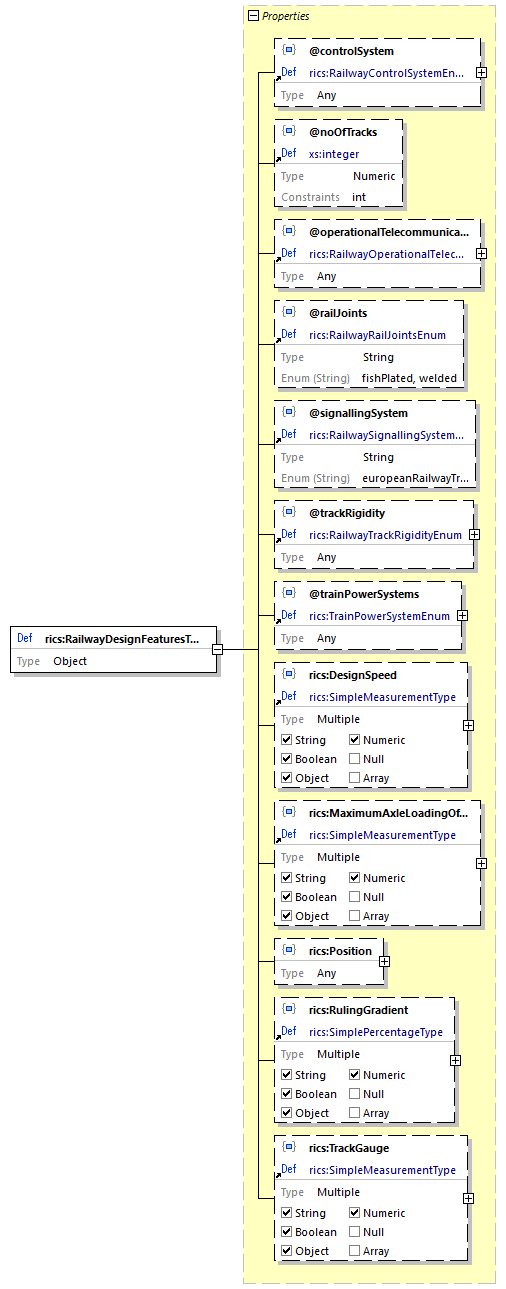 Properties
@controlSystem
Def rics:RailwayControlSystemEn...
Type Any
@noOfTracks
Def xs:integer
Type Numeric
Constraints int
@operationalTelecommunica...
Def rics:RailwayOperationalTelec...
Type Any
@railJoints
Def rics:RailwayRailJointsEnum
Type String
Enum (String) fishPlated, welded
@signallingSystem
Def rics:RailwaySignallingSystem...
Type String
Enum (String) europeanRailwayTr...
@trackRigidity
Def rics:RailwayTrackRigidityEnum
Type Any
@trainPowerSystems
Def rics:TrainPowerSystemEnum
Type Any
Def rics:RailwayDesignFeaturesT...
Type Object
rics:DesignSpeed
Def rics:SimpleMeasurementType
Type Multiple
String Numeric
Boolean Null
Object Array
rics:MaximumAxleLoadingOf...
Def rics:SimpleMeasurementType
Type Multiple
String Numeric
Boolean Null
Object Array
rics:Position
Type Any
rics:RulingGradient
Def rics:SimplePercentageType
Type Multiple
String Numeric
Boolean Null
Object Array
rics:TrackGauge
Def rics:SimpleMeasurementType
Type Multiple
String Numeric
Boolean Null
Object Array